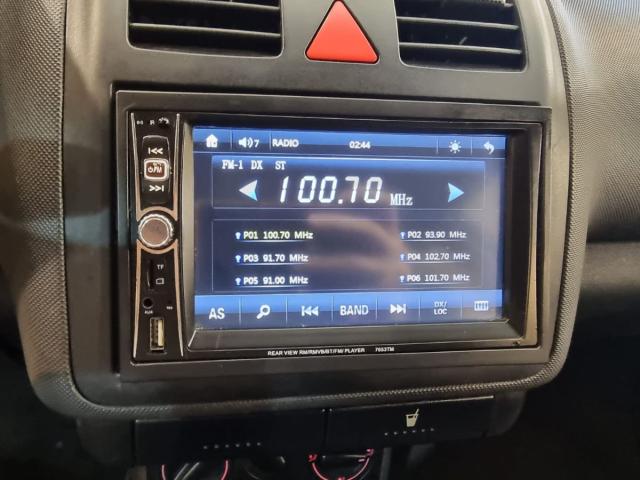 7 RADIO 02:44
FM-1 DX ST
100.70 MHz
P01 100.70 MHz P02 93.90 MHz
P03 91.70 MHz P04 102.70 MHz
P05 91.00 MHz P06 101.70 MHz
AS BAND DX/
LOC
TF
AUX
REAR VIEW RM/RMVB/BT/FM/ PLAYER 7653TM